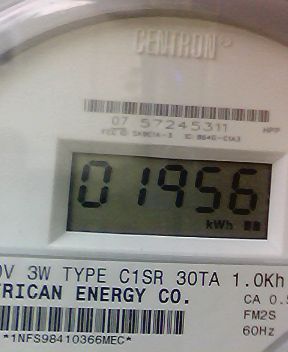 CENTRON®
07 57245311
HPP
01956
kWh
0V 3W TYPE C1SR 30TA 1.0Kh
RICAN ENERGY CO.
CA 0.5
FM2S
60Hz
*1NFS98410366MEC*